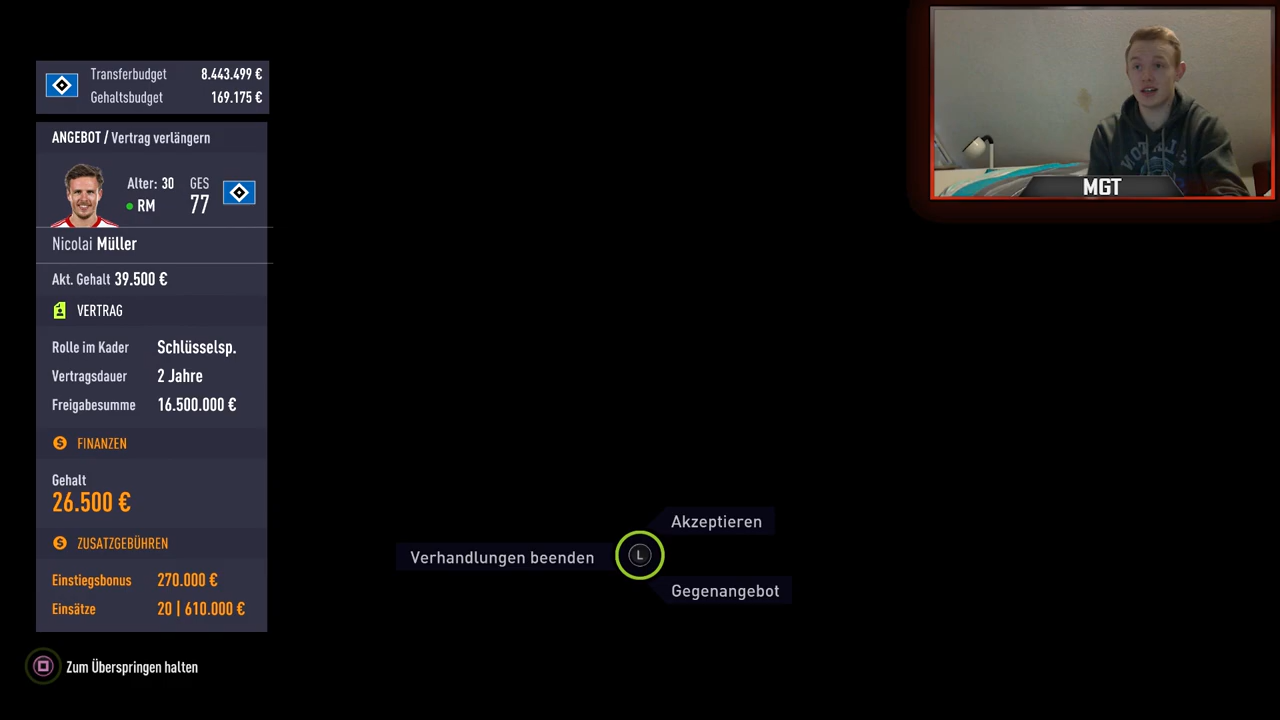 Transferbudget 8.443.499 €
Gehaltsbudget 169.175 €
ANGEBOT / Vertrag verlängern
Alter: 30 GES
RM 77
Nicolai Müller
Akt. Gehalt 39.500 €
VERTRAG
Rolle im Kader Schlüsselsp.
Vertragsdauer 2 Jahre
Freigabesumme 16.500.000 €
FINANZEN
Gehalt
26.500 €
ZUSATZGEBÜHREN
Einstiegsbonus 270.000 €
Einsätze 20 | 610.000 €
Zum Überspringen halten
Akzeptieren
Verhandlungen beenden L
Gegenangebot
MGT